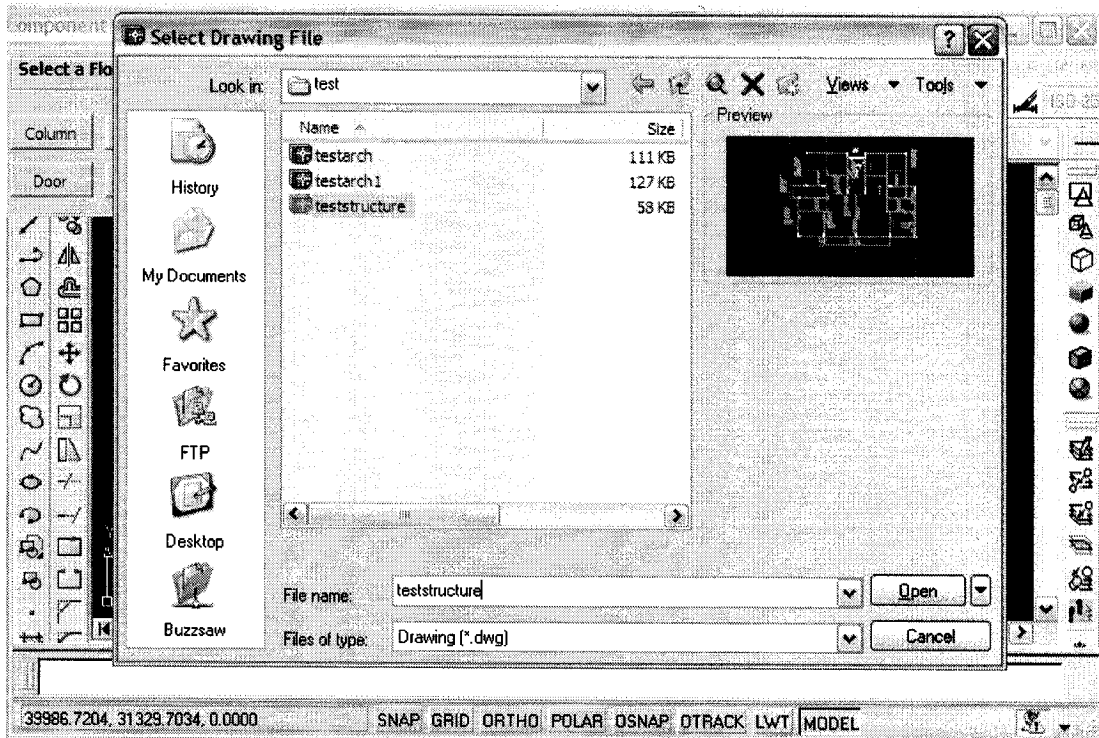 Component
Select Drawing File
Select a Flo
Look in:
test
Views
Tools
ISO-25
Column
Door
History
My Documents
Favorites
FTP
Desktop
Buzzsaw
Name
Size
testarch
111 KB
testarch1
127 KB
teststructure
58 KB
Preview
File name:
teststructure
Open
Files of type:
Drawing (*.dwg)
Cancel
39986.7204, 31329.7034, 0.0000
SNAP GRID ORTHO POLAR OSNAP OTRACK LWT MODEL